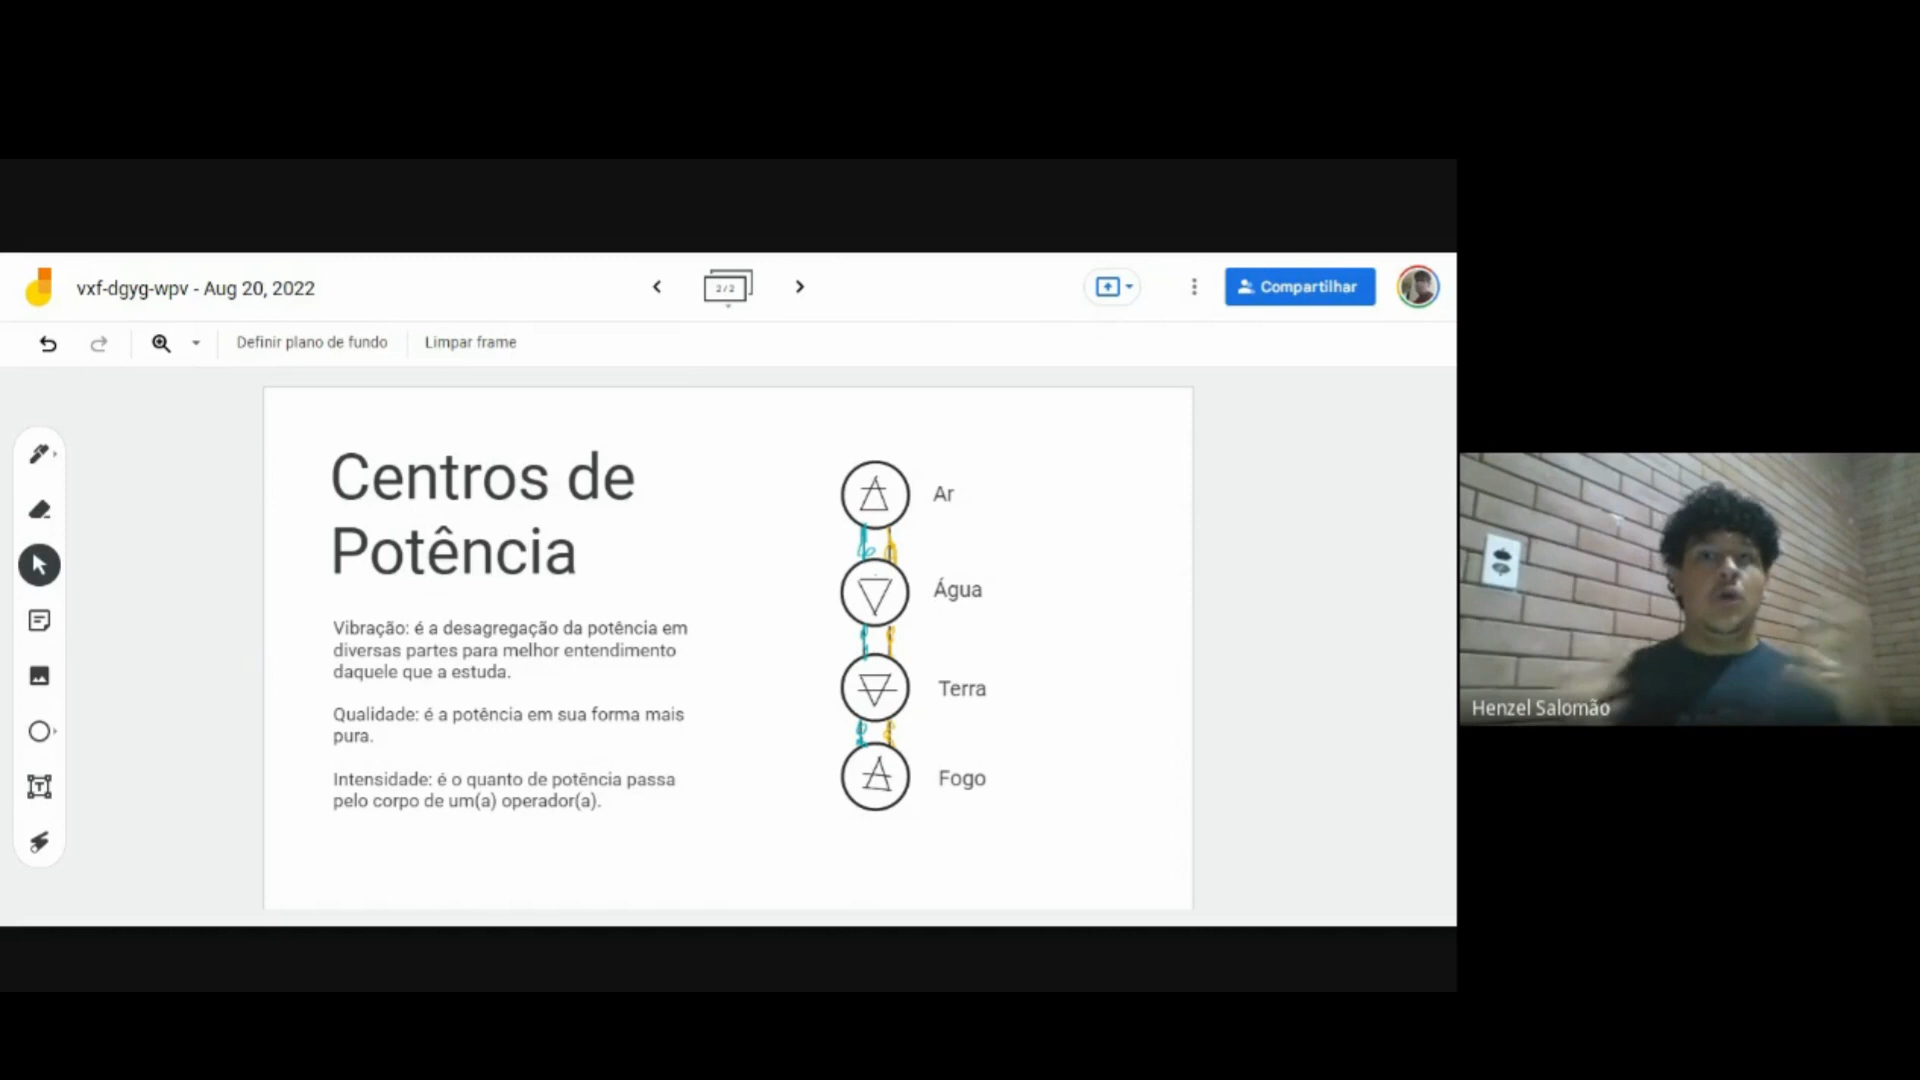 vxf-dgyg-wpv - Aug 20, 2022
2/2
Compartilhar
Definir plano de fundo
Limpar frame
Centros de
Potência
Vibração: é a desagregação da potência em
diversas partes para melhor entendimento
daquele que a estuda.
Qualidade: é a potência em sua forma mais
pura.
Intensidade: é o quanto de potência passa
pelo corpo de um(a) operador(a).
Ar
Água
Terra
Fogo
Henzel Salomão